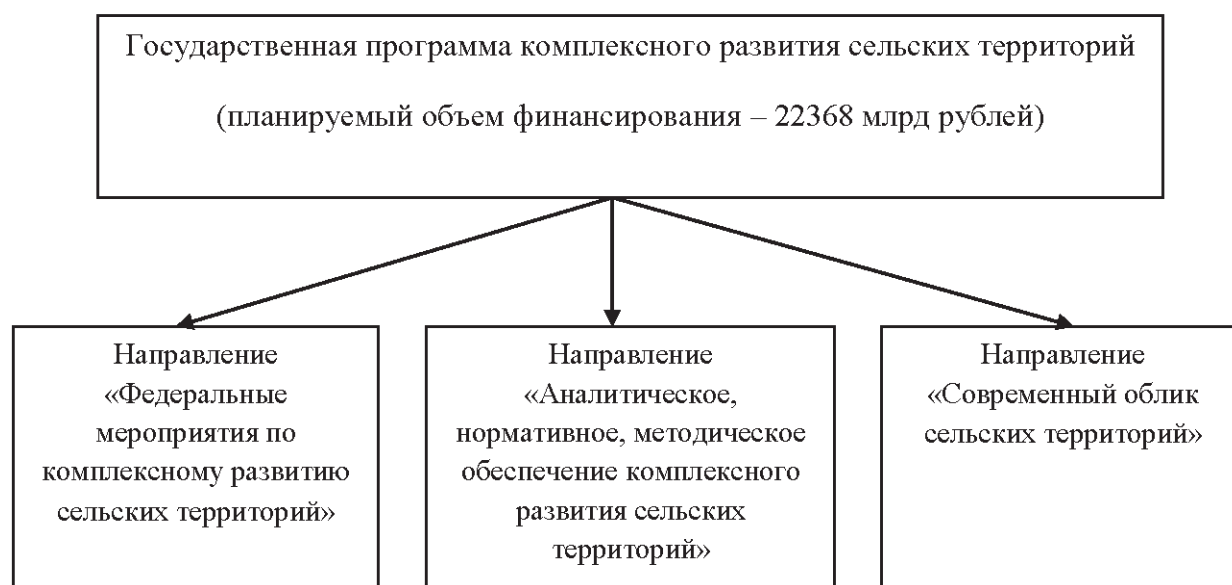 Государственная программа комплексного развития сельских территорий
(планируемый объем финансирования – 22368 млрд рублей)
Направление
«Федеральные
мероприятия по
комплексному развитию
сельских территорий»
Направление
«Аналитическое,
нормативное, методическое
обеспечение комплексного
развития сельских
территорий»
Направление
«Современный облик
сельских территорий»